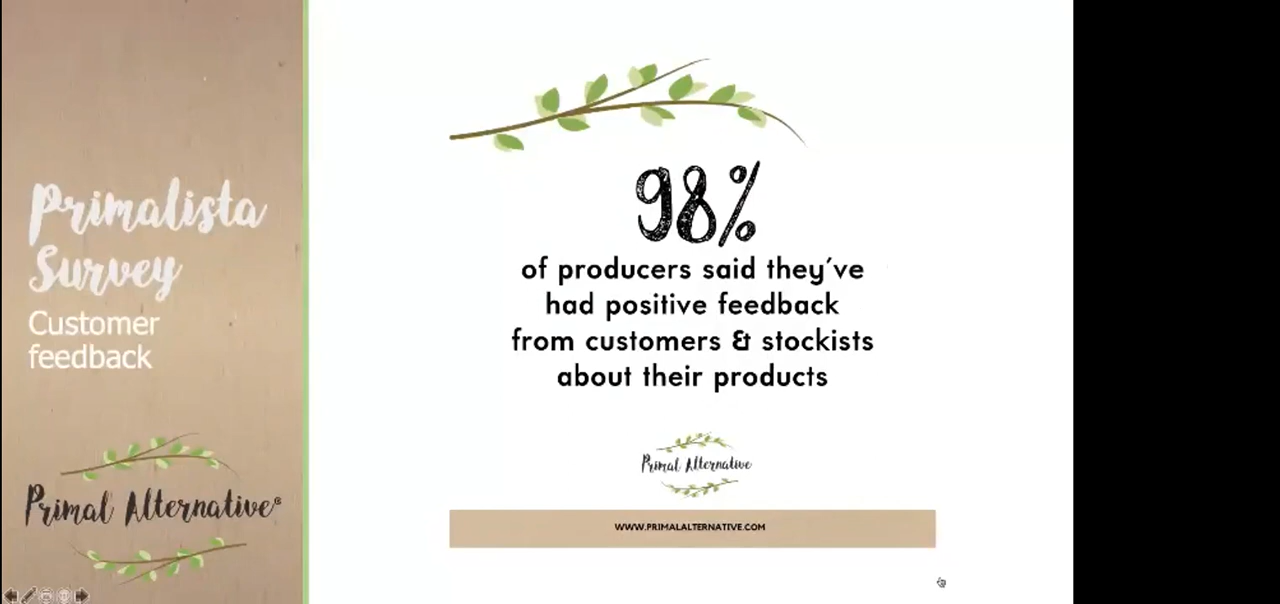 Primalista
Survey
Customer
feedback
Primal Alternative®
98%
of producers said they've
had positive feedback
from customers & stockists
about their products
Primal Alternative
WWW.PRIMALALTERNATIVE.COM